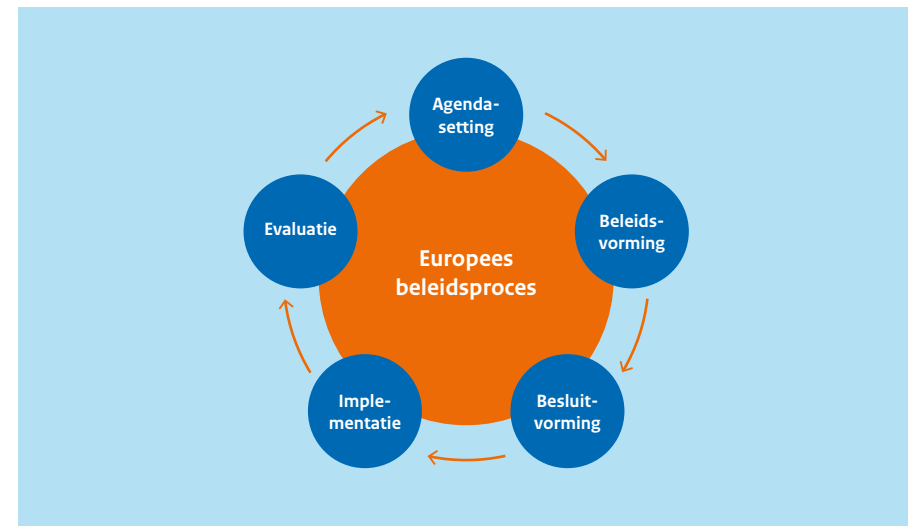 Agenda-
setting
Beleids-
vorming
Evaluatie
Europees
beleidsproces
Imple-
mentatie
Besluit-
vorming